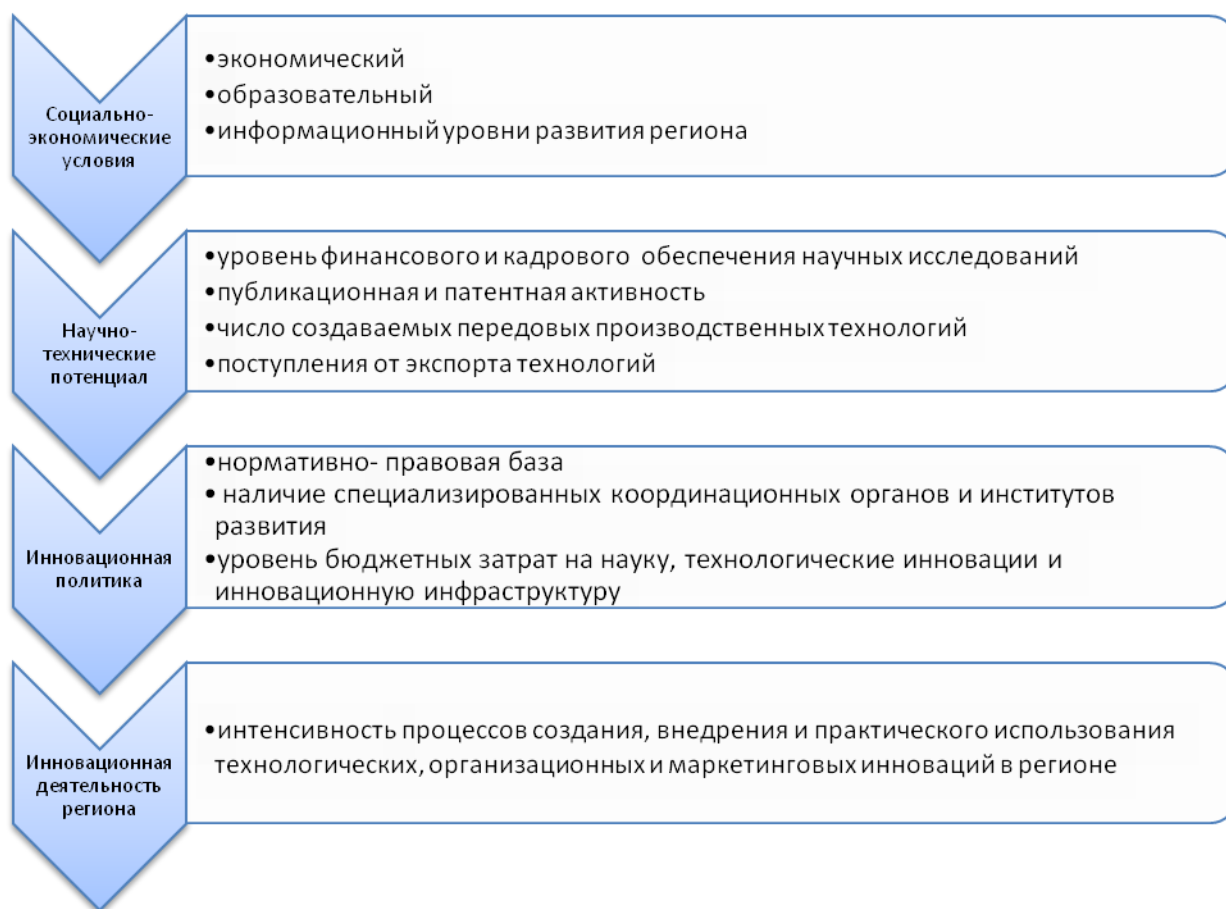 Социально-
экономические
условия
•экономический
•образовательный
•информационный уровни развития региона
Научно-
технические
потенциал
•уровень финансового и кадрового обеспечения научных исследований
•публикационная и патентная активность
•число создаваемых передовых производственных технологий
•поступления от экспорта технологий
Инновационная
политика
•нормативно- правовая база
• наличие специализированных координационных органов и институтов
развития
•уровень бюджетных затрат на науку, технологические инновации и
инновационную инфраструктуру
Инновационная
деятельность
региона
•интенсивность процессов создания, внедрения и практического использования
технологических, организационных и маркетинговых инноваций в регионе